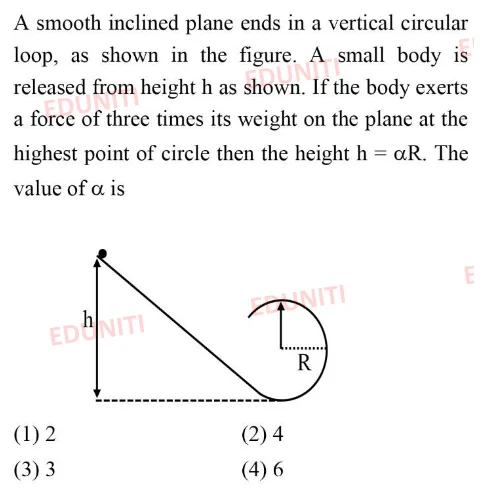 A smooth inclined plane ends in a vertical circular
loop, as shown in the figure. A small body is
released from height h as shown. If the body exerts
a force of three times its weight on the plane at the
highest point of circle then the height h = αR. The
value of α is
EDUNITI
EDUNITI
h
EDUNITI
EDUNITI
R
(1) 2 (2) 4
(3) 3 (4) 6